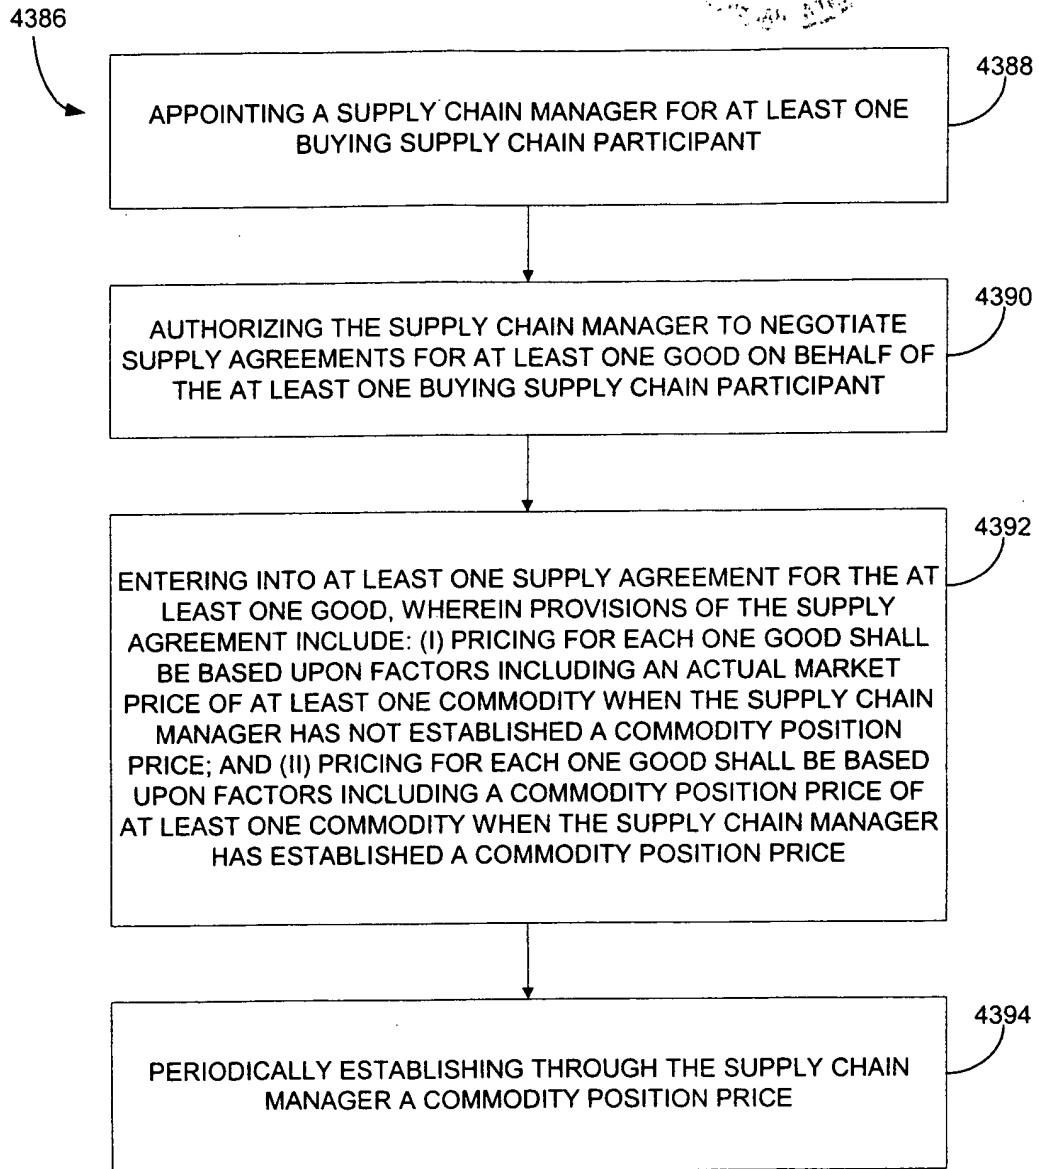 4386
4388
APPOINTING A SUPPLY CHAIN MANAGER FOR AT LEAST ONE
BUYING SUPPLY CHAIN PARTICIPANT
4390
AUTHORIZING THE SUPPLY CHAIN MANAGER TO NEGOTIATE
SUPPLY AGREEMENTS FOR AT LEAST ONE GOOD ON BEHALF OF
THE AT LEAST ONE BUYING SUPPLY CHAIN PARTICIPANT
4392
ENTERING INTO AT LEAST ONE SUPPLY AGREEMENT FOR THE AT
LEAST ONE GOOD, WHEREIN PROVISIONS OF THE SUPPLY
AGREEMENT INCLUDE: (I) PRICING FOR EACH ONE GOOD SHALL
BE BASED UPON FACTORS INCLUDING AN ACTUAL MARKET
PRICE OF AT LEAST ONE COMMODITY WHEN THE SUPPLY CHAIN
MANAGER HAS NOT ESTABLISHED A COMMODITY POSITION
PRICE; AND (II) PRICING FOR EACH ONE GOOD SHALL BE BASED
UPON FACTORS INCLUDING A COMMODITY POSITION PRICE OF
AT LEAST ONE COMMODITY WHEN THE SUPPLY CHAIN MANAGER
HAS ESTABLISHED A COMMODITY POSITION PRICE
4394
PERIODICALLY ESTABLISHING THROUGH THE SUPPLY CHAIN
MANAGER A COMMODITY POSITION PRICE